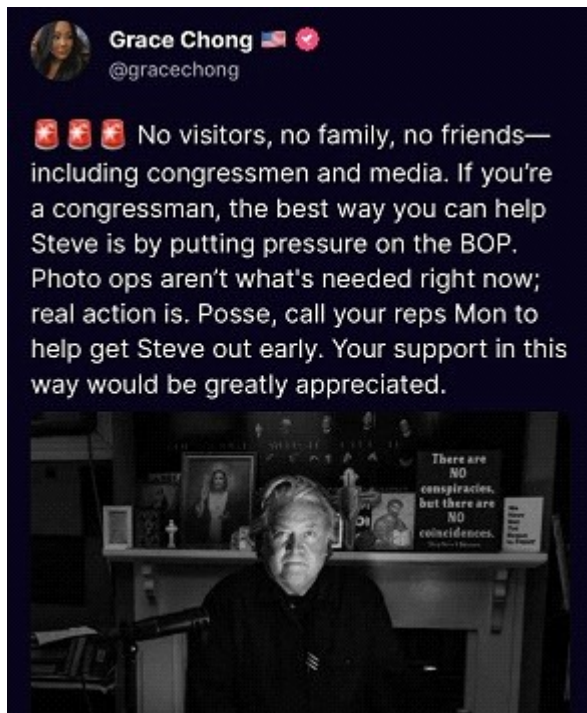 Grace Chong 🇺🇸
@gracechong
🚨🚨🚨 No visitors, no family, no friends—
including congressmen and media. If you’re
a congressman, the best way you can help
Steve is by putting pressure on the BOP.
Photo ops aren’t what's needed right now;
real action is. Posse, call your reps Mon to
help get Steve out early. Your support in this
way would be greatly appreciated.
There are
NO
conspiracies,
but there are
NO
coincidences.